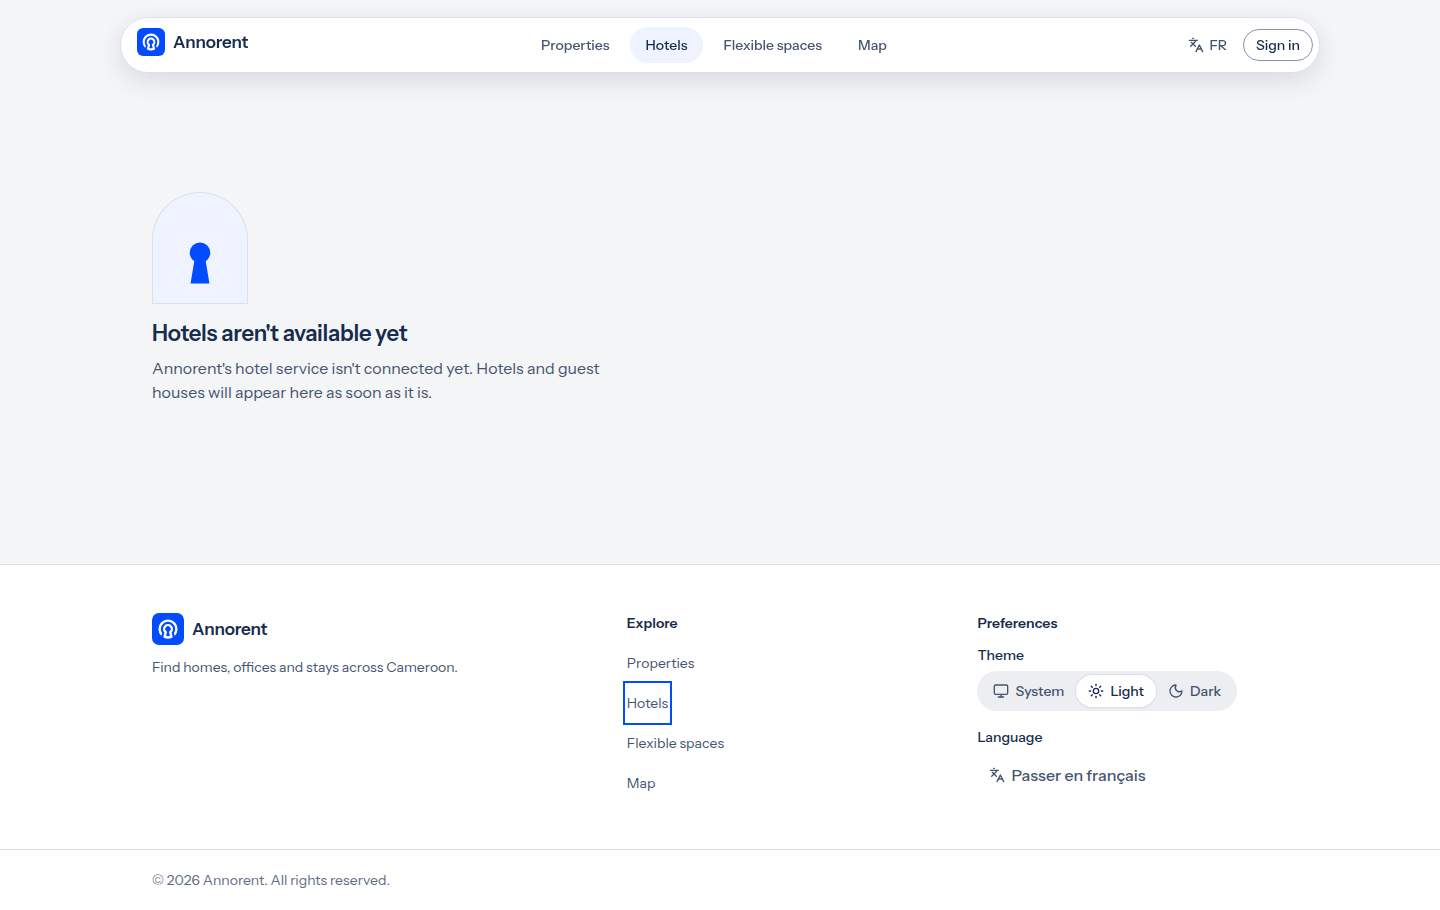 Annorent
Properties
Hotels
Flexible spaces
Map
FR
Sign in
Hotels aren't available yet
Annorent's hotel service isn't connected yet. Hotels and guest
houses will appear here as soon as it is.
Annorent
Find homes, offices and stays across Cameroon.
Explore
Properties
Hotels
Flexible spaces
Map
Preferences
Theme
System
Light
Dark
Language
Passer en français
© 2026 Annorent. All rights reserved.